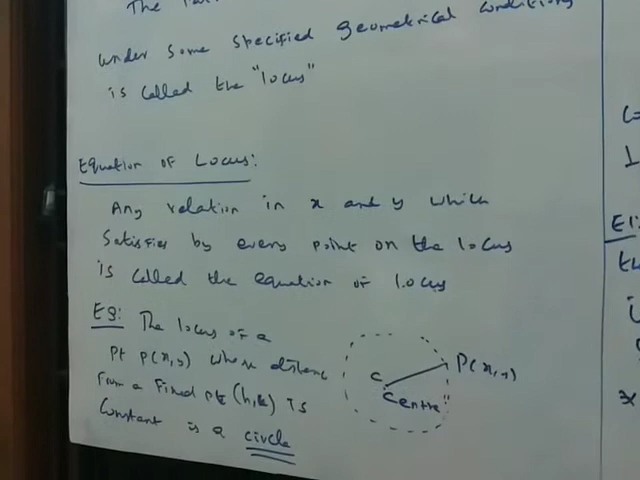 The
under some specified geometrical conditions
is called the "locus"
Equation of Locus:
Any relation in x and y which
satisfies by every point on the locus
is called the equation of locus
Eg: The locus of a
pt P(x,y) whose distance
from a fixed pt (h,k) is
constant is a circle
P(x,y)
C
Centre